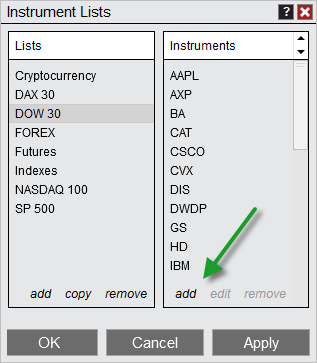 Instrument Lists ?
Lists
Cryptocurrency
DAX 30
DOW 30
FOREX
Futures
Indexes
NASDAQ 100
SP 500
add copy remove
Instruments
AAPL
AXP
BA
CAT
CSCO
CVX
DIS
DWDP
GS
HD
IBM
add edit remove
OK Cancel Apply